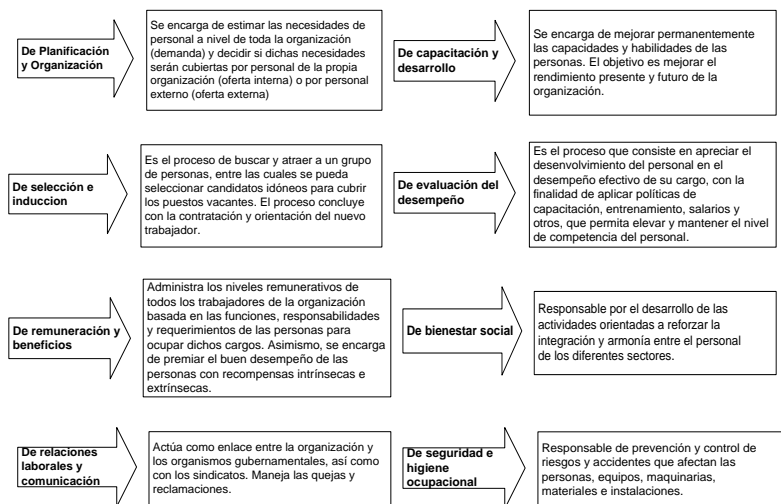 De Planificación
y Organización
Se encarga de estimar las necesidades de
personal a nivel de toda la organización
(demanda) y decidir si dichas necesidades
serán cubiertas por personal de la propia
organización (oferta interna) o por personal
externo (oferta externa)
De capacitación y
desarrollo
Se encarga de mejorar permanentemente
las capacidades y habilidades de las
personas. El objetivo es mejorar el
rendimiento presente y futuro de la
organización.
De selección e
induccion
Es el proceso de buscar y atraer a un grupo
de personas, entre las cuales se pueda
seleccionar candidatos idóneos para cubrir
los puestos vacantes. El proceso concluye
con la contratación y orientación del nuevo
trabajador.
De evaluación del
desempeño
Es el proceso que consiste en apreciar el
desenvolvimiento del personal en el
desempeño efectivo de su cargo, con la
finalidad de aplicar políticas de
capacitación, entrenamiento, salarios y
otros, que permita elevar y mantener el nivel
de competencia del personal.
De remuneración y
beneficios
Administra los niveles remunerativos de
todos los trabajadores de la organización
basada en las funciones, responsabilidades
y requerimientos de las personas para
ocupar dichos cargos. Asimismo, se encarga
de premiar el buen desempeño de las
personas con recompensas intrínsecas e
extrínsecas.
De bienestar social
Responsable por el desarrollo de las
actividades orientadas a reforzar la
integración y armonía entre el personal
de los diferentes sectores.
De relaciones
laborales y
comunicación
Actúa como enlace entre la organización y
los organismos gubernamentales, así como
con los sindicatos. Maneja las quejas y
reclamaciones.
De seguridad e
higiene
ocupacional
Responsable de prevención y control de
riesgos y accidentes que afectan las
personas, equipos, maquinarias,
materiales e instalaciones.